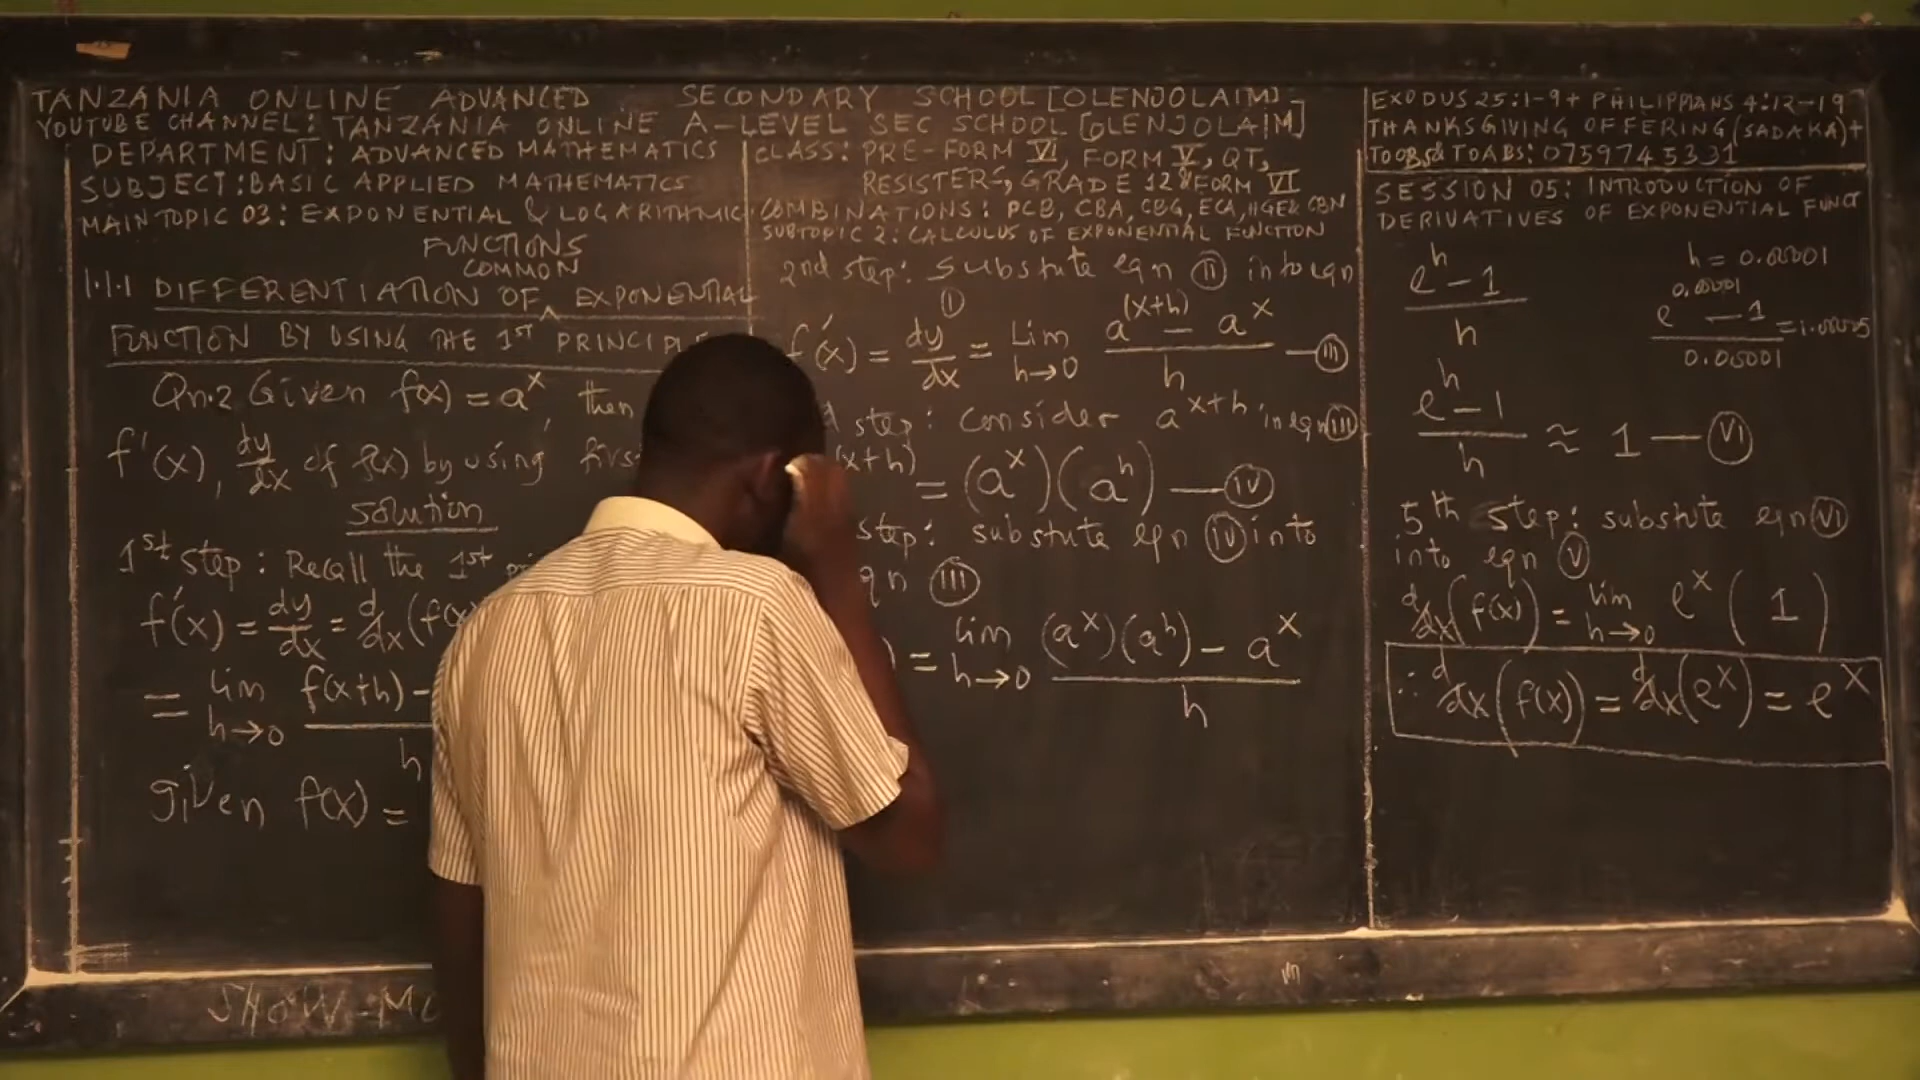 TANZANIA ONLINE ADVANCED SECONDARY SCHOOL [OLENJOLAIM]
YOUTUBE CHANNEL: TANZANIA ONLINE A-LEVEL SEC SCHOOL [OLENJOLAIM]
DEPARTMENT: ADVANCED MATHEMATICS
SUBJECT: BASIC APPLIED MATHEMATICS
MAIN TOPIC 03: EXPONENTIAL & LOGARITHMIC
FUNCTIONS
COMMON
1.1.1 DIFFERENTIATION OF ^ EXPONENTIAL
FUNCTION BY USING THE 1st PRINCIPLE
Qn.2 Given f(x) = a^x, then
f'(x), dy/dx of f(x) by using firs
solution
1st step: Recall the 1st
f'(x) = dy/dx = d/dx (f(x
= lim h→0 f(x+h) - / h
given f(x) =
SHOW
CLASS: PRE-FORM VI, FORM V, QT,
RESISTERS, GRADE 12 & FORM VI
COMBINATIONS: PCB, CBA, CBG, ECA, HGE & CBN
SUBTOPIC 2: CALCULUS OF EXPONENTIAL FUNCTION
2nd step: Substute eqn (II) into eqn
(I)
f'(x) = dy/dx = Lim h→0 a^(x+h) - a^x / h — (III)
d step: consider a^x+h in eqn (III)
(x+h) = (a^x)(a^h) — (IV)
step: substute eqn (IV) into
qn (III)
) = lim h→0 (a^x)(a^h) - a^x / h
EXODUS 25:1-9 + PHILIPPIANS 4:12-19
THANKSGIVING OFFERING (SADAKA) +
TOOBS & TOABS: 0759745331
SESSION 05: INTRODUCTION OF
DERIVATIVES OF EXPONENTIAL FUNCT
e^h - 1 / h
h = 0.00001
e^0.00001 - 1 / 0.00001 = 1.00005
e^h - 1 / h ≈ 1 — (VI)
5th step: substute eqn (VI)
into eqn (V)
d/dx (f(x)) = lim h→0 e^x (1)
∴ d/dx (f(x)) = d/dx (e^x) = e^x